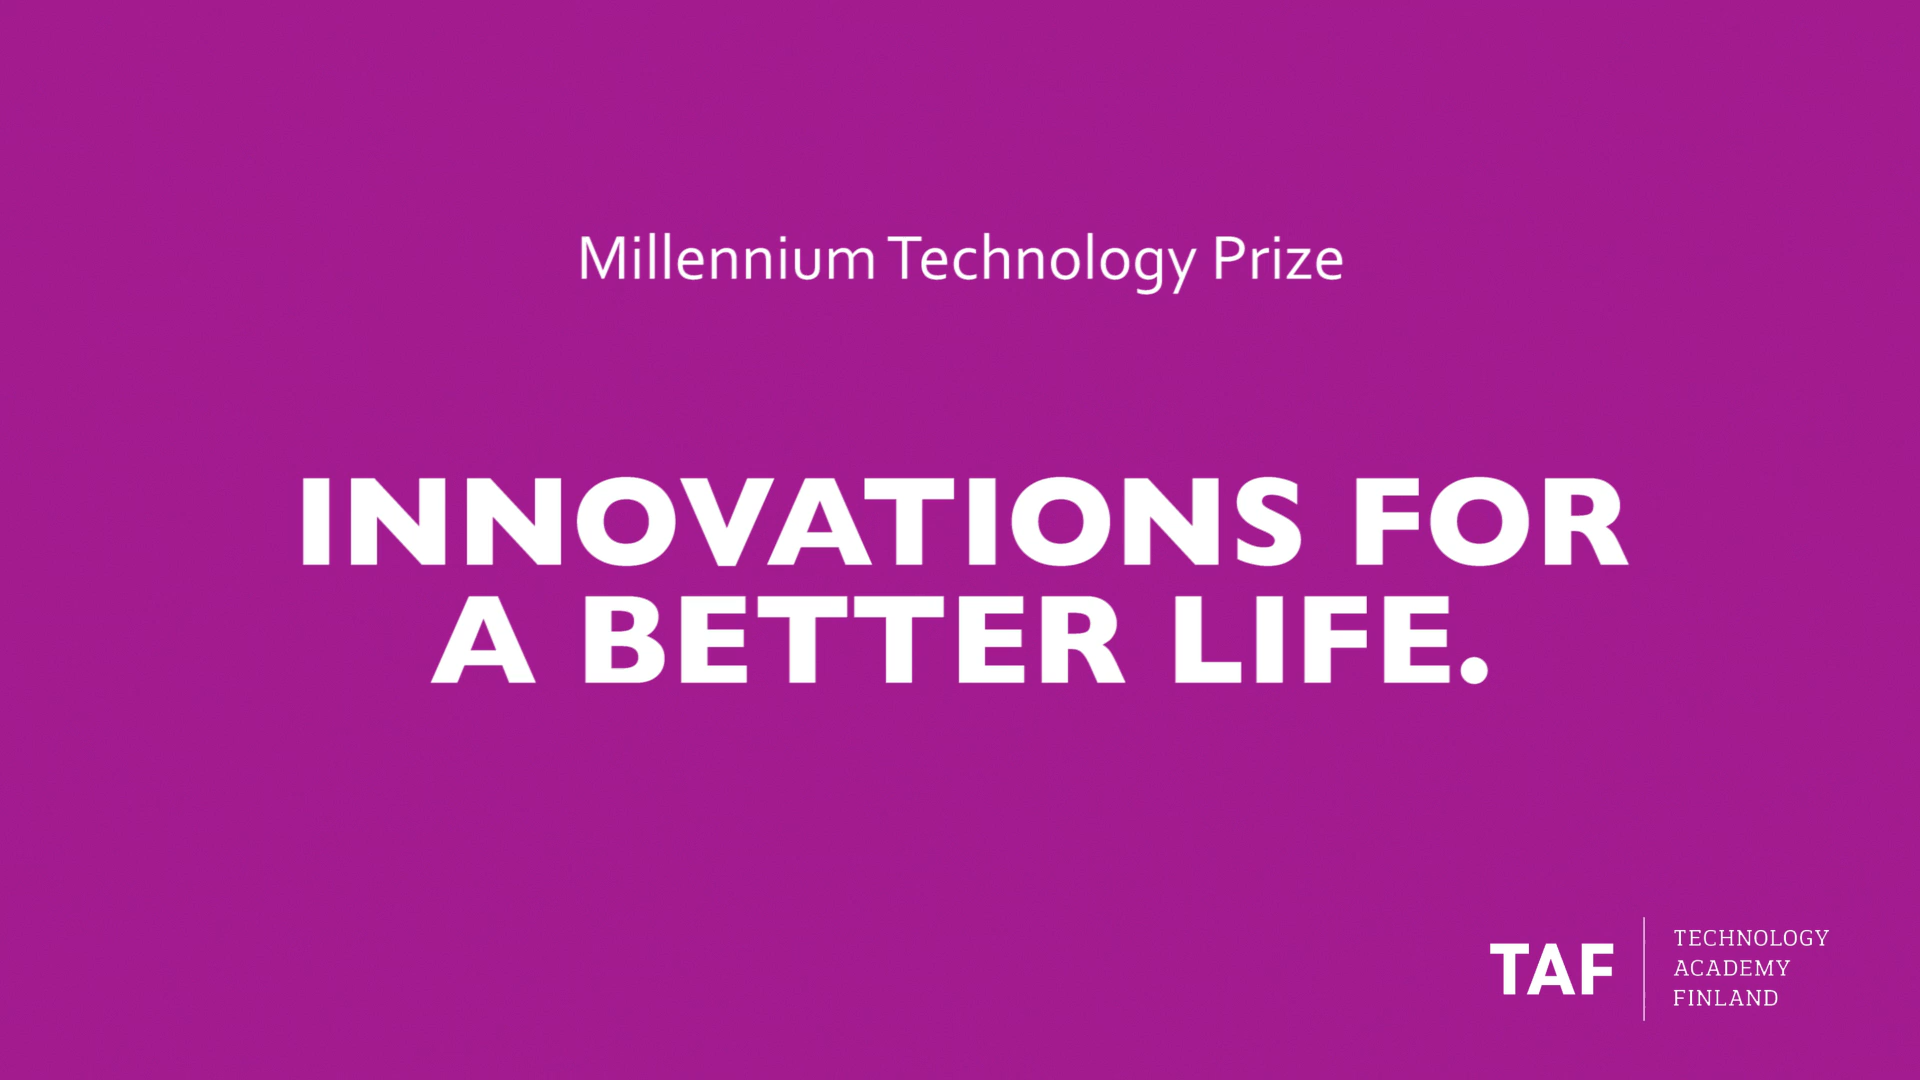 Millennium Technology Prize
INNOVATIONS FOR
A BETTER LIFE.
TAF
TECHNOLOGY
ACADEMY
FINLAND